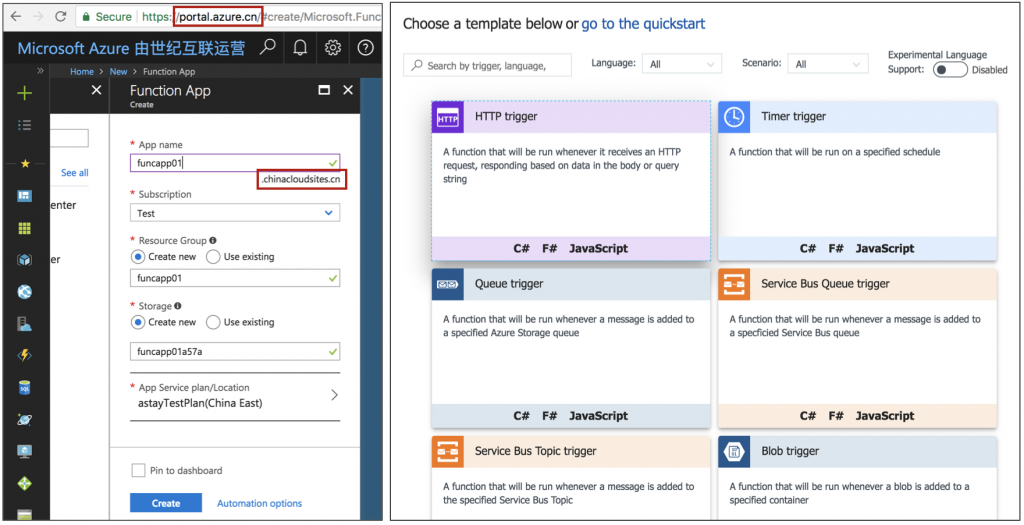 Secure https://portal.azure.cn/#create/Microsoft.Func
Microsoft Azure 由世纪互联运营
Home > New > Function App
Function App
Create
See all
enter
er
* App name
funcapp01
.chinacloudsites.cn
* Subscription
Test
* Resource Group
Create new Use existing
funcapp01
* Storage
Create new Use existing
funcapp01a57a
* App Service plan/Location
astayTestPlan(China East)
Pin to dashboard
Create Automation options
Choose a template below or go to the quickstart
Search by trigger, language,
Language: All
Scenario: All
Experimental Language
Support: Disabled
HTTP
HTTP trigger
A function that will be run whenever it receives an HTTP
request, responding based on data in the body or query
string
C# F# JavaScript
Timer trigger
A function that will be run on a specified schedule
C# F# JavaScript
Queue trigger
A function that will be run whenever a message is added
to a specified Azure Storage queue
C# F# JavaScript
Service Bus Queue trigger
A function that will be run whenever a message is added to
a specficied Service Bus queue
C# F# JavaScript
Service Bus Topic trigger
A function that will be run whenever a message is added to
the specified Service Bus Topic
Blob trigger
A function that will be run whenever a blob is added to a
specified container